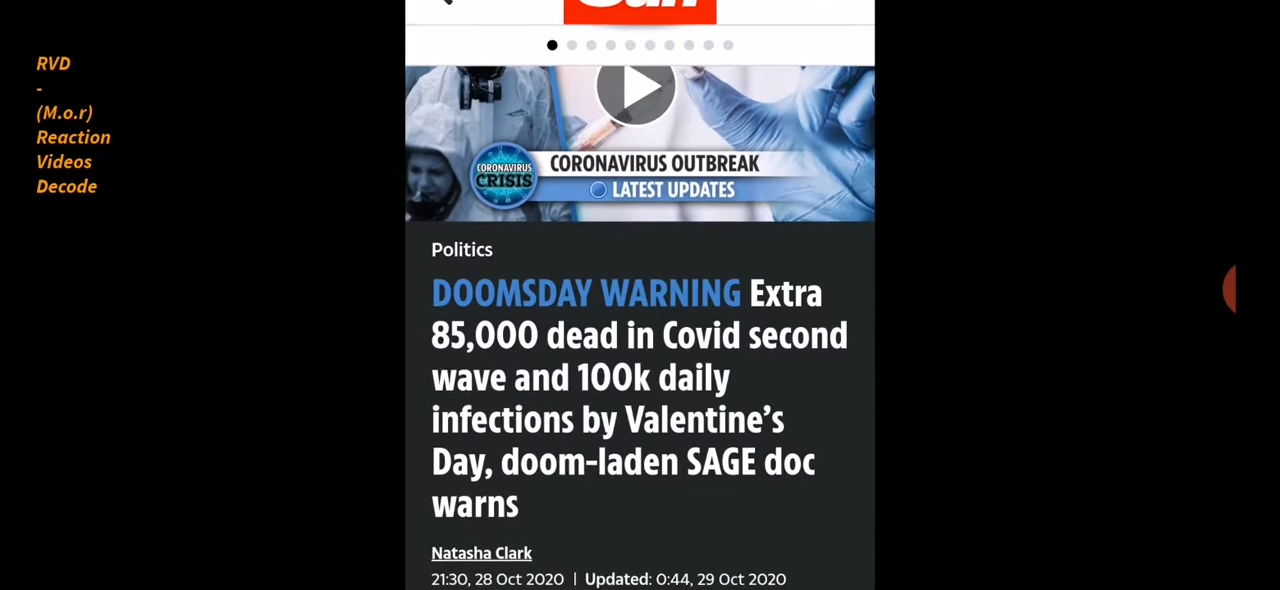 RVD
-
(M.o.r)
Reaction
Videos
Decode
CORONAVIRUS
CRISIS
CORONAVIRUS OUTBREAK
LATEST UPDATES
Politics
DOOMSDAY WARNING Extra
85,000 dead in Covid second
wave and 100k daily
infections by Valentine’s
Day, doom-laden SAGE doc
warns
Natasha Clark
21:30, 28 Oct 2020 | Updated: 0:44, 29 Oct 2020